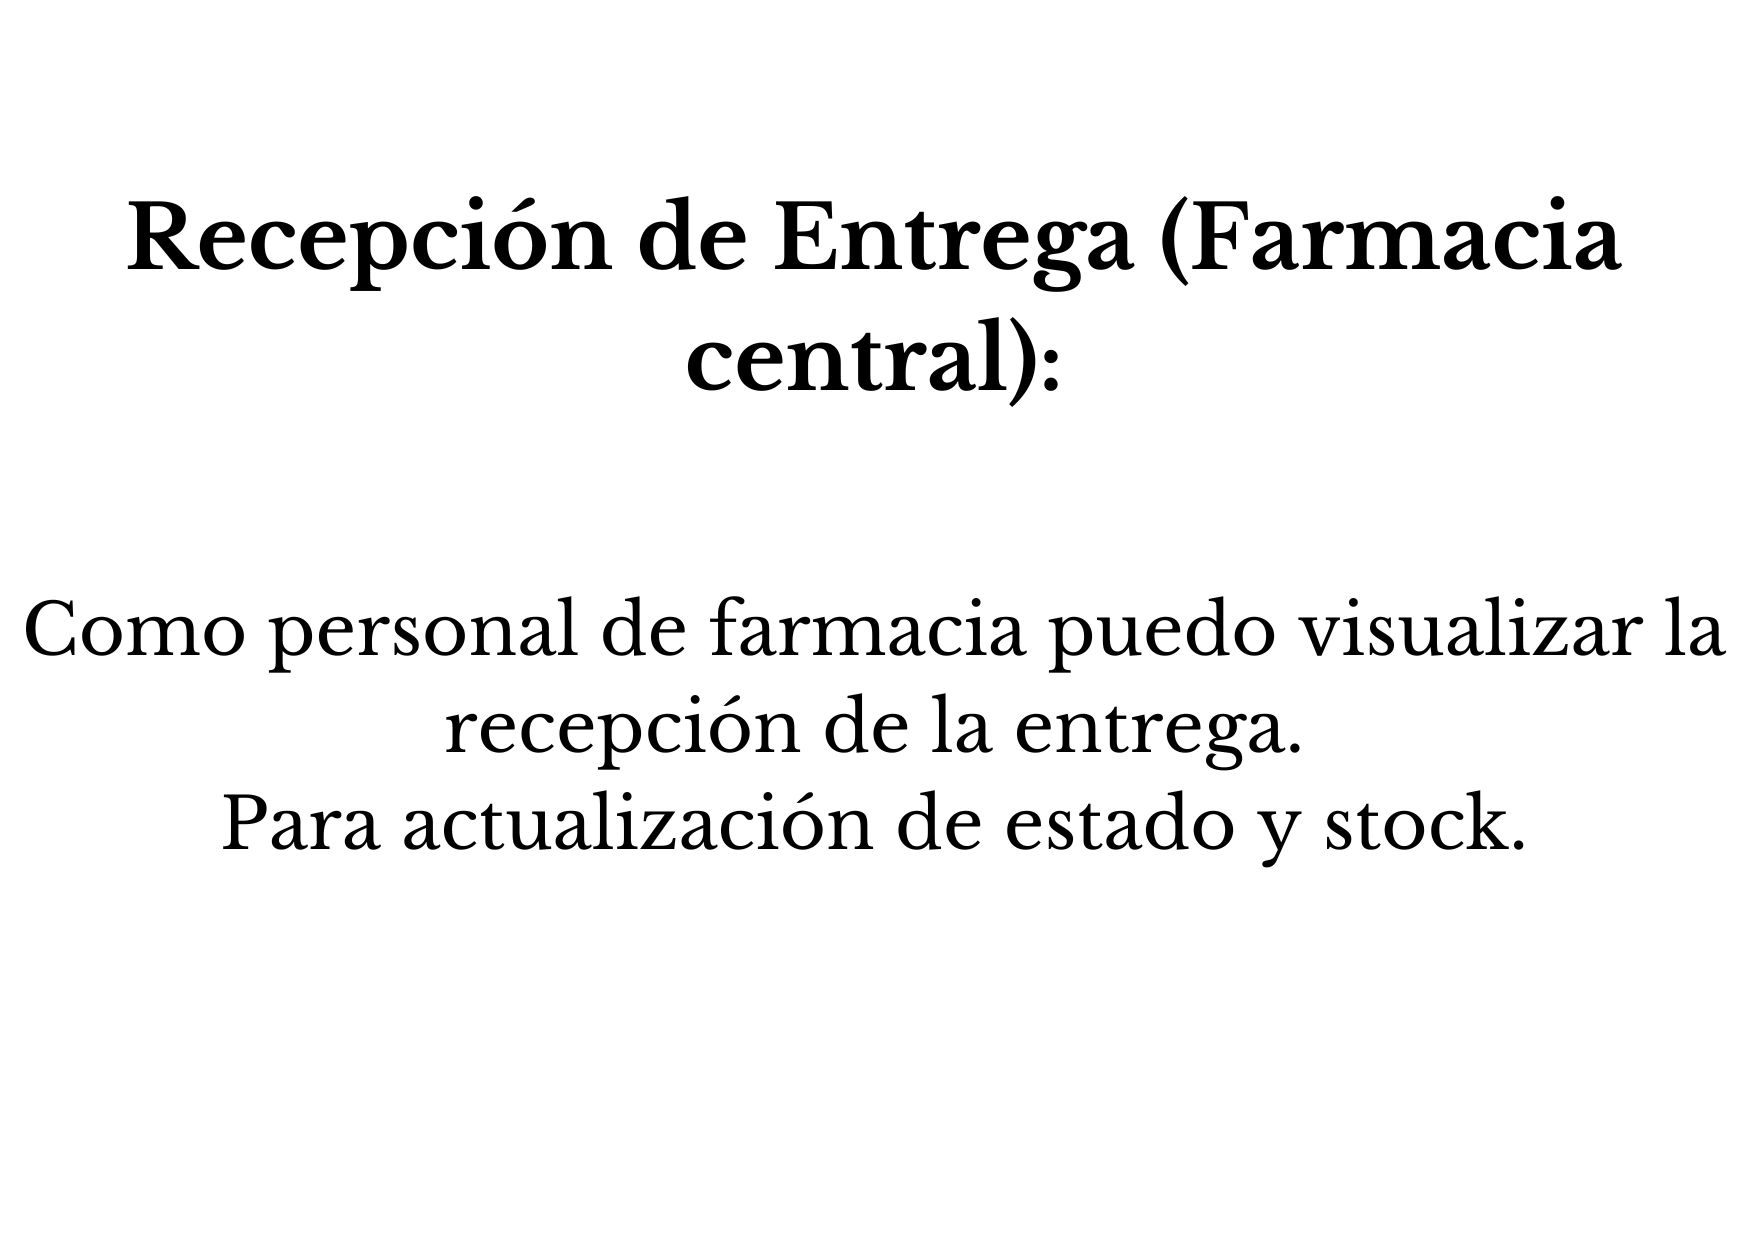 Recepción de Entrega (Farmacia
central):
Como personal de farmacia puedo visualizar la
recepción de la entrega.
Para actualización de estado y stock.